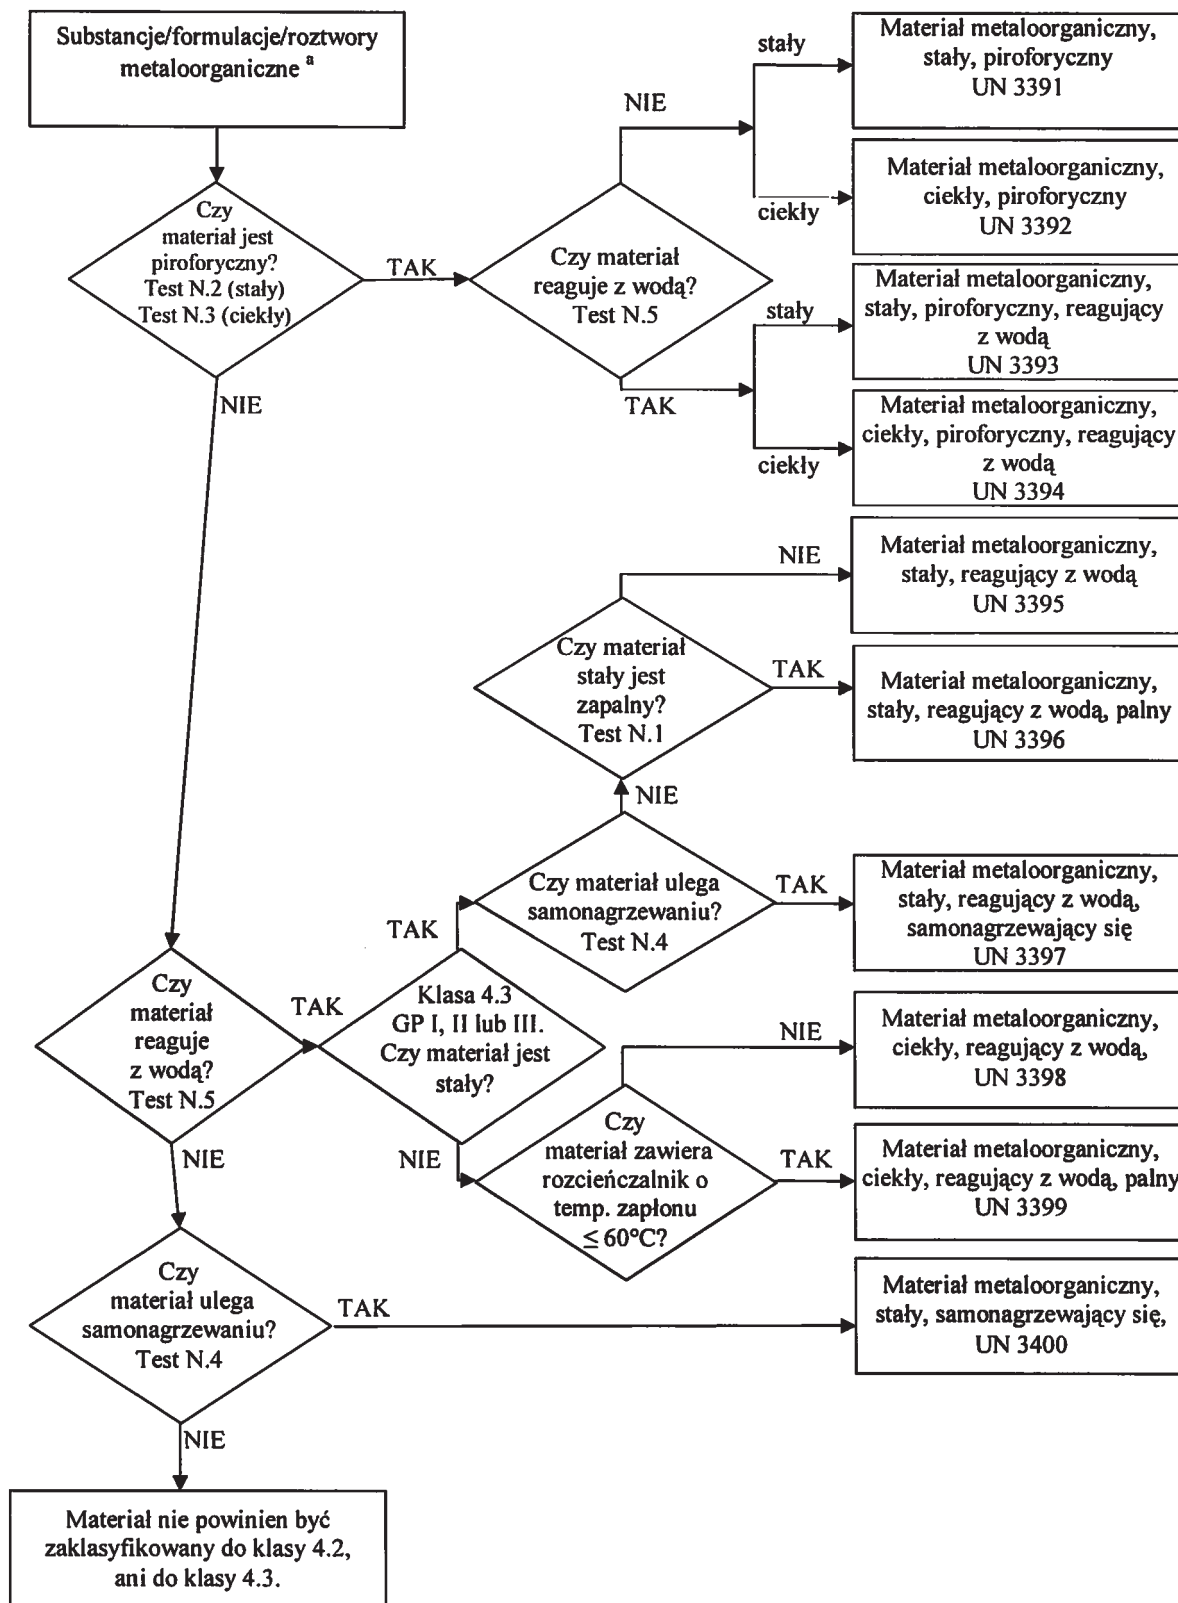 Substancje/formulacje/roztwory
metaloorganiczne a
Czy
materiał jest
piroforyczny?
Test N.2 (stały)
Test N.3 (ciekły)
TAK
NIE
Czy materiał
reaguje z wodą?
Test N.5
NIE
TAK
stały
ciekły
stały
ciekły
Materiał metaloorganiczny,
stały, piroforyczny
UN 3391
Materiał metaloorganiczny,
ciekły, piroforyczny
UN 3392
Materiał metaloorganiczny,
stały, piroforyczny, reagujący
z wodą
UN 3393
Materiał metaloorganiczny,
ciekły, piroforyczny, reagujący
z wodą
UN 3394
NIE
Materiał metaloorganiczny,
stały, reagujący z wodą
UN 3395
Czy materiał
stały jest
zapalny?
Test N.1
TAK
Materiał metaloorganiczny,
stały, reagujący z wodą, palny
UN 3396
NIE
Czy materiał ulega
samonagrzewaniu?
Test N.4
TAK
Materiał metaloorganiczny,
stały, reagujący z wodą,
samonagrzewający się
UN 3397
TAK
Czy
materiał
reaguje
z wodą?
Test N.5
TAK
Klasa 4.3
GP I, II lub III.
Czy materiał jest
stały?
NIE
Materiał metaloorganiczny,
ciekły, reagujący z wodą,
UN 3398
NIE
NIE
Czy
materiał zawiera
rozcieńczalnik o
temp. zapłonu
≤ 60°C?
TAK
Materiał metaloorganiczny,
ciekły, reagujący z wodą, palny
UN 3399
Czy
materiał ulega
samonagrzewaniu?
Test N.4
TAK
Materiał metaloorganiczny,
stały, samonagrzewający się,
UN 3400
NIE
Materiał nie powinien być
zaklasyfikowany do klasy 4.2,
ani do klasy 4.3.